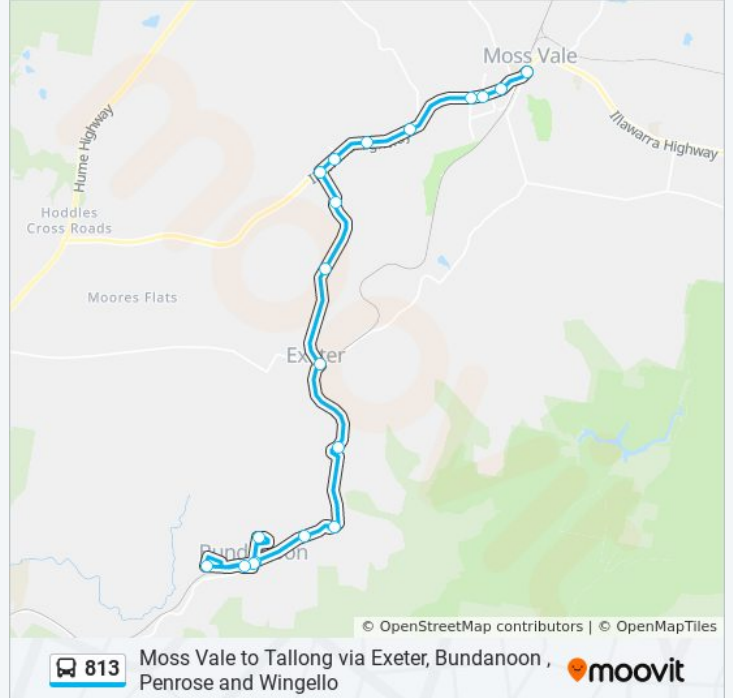 Moss Vale
Hume Highway
Illawarra Highway
Hoddles
Cross Roads
Moores Flats
Exeter
Bundanoon
© OpenStreetMap contributors | © OpenMapTiles
813
Moss Vale to Tallong via Exeter, Bundanoon ,
Penrose and Wingello
moovit